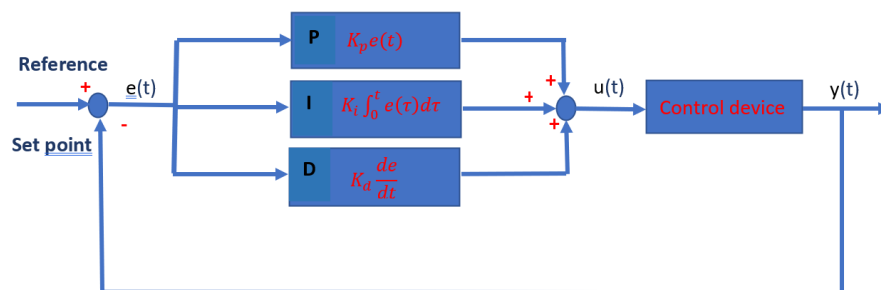 Reference
Set point
+
-
e(t)
P K_p e(t)
I K_i ∫_0^t e(τ)dτ
D K_d de/dt
+
+
+
u(t)
Control device
y(t)